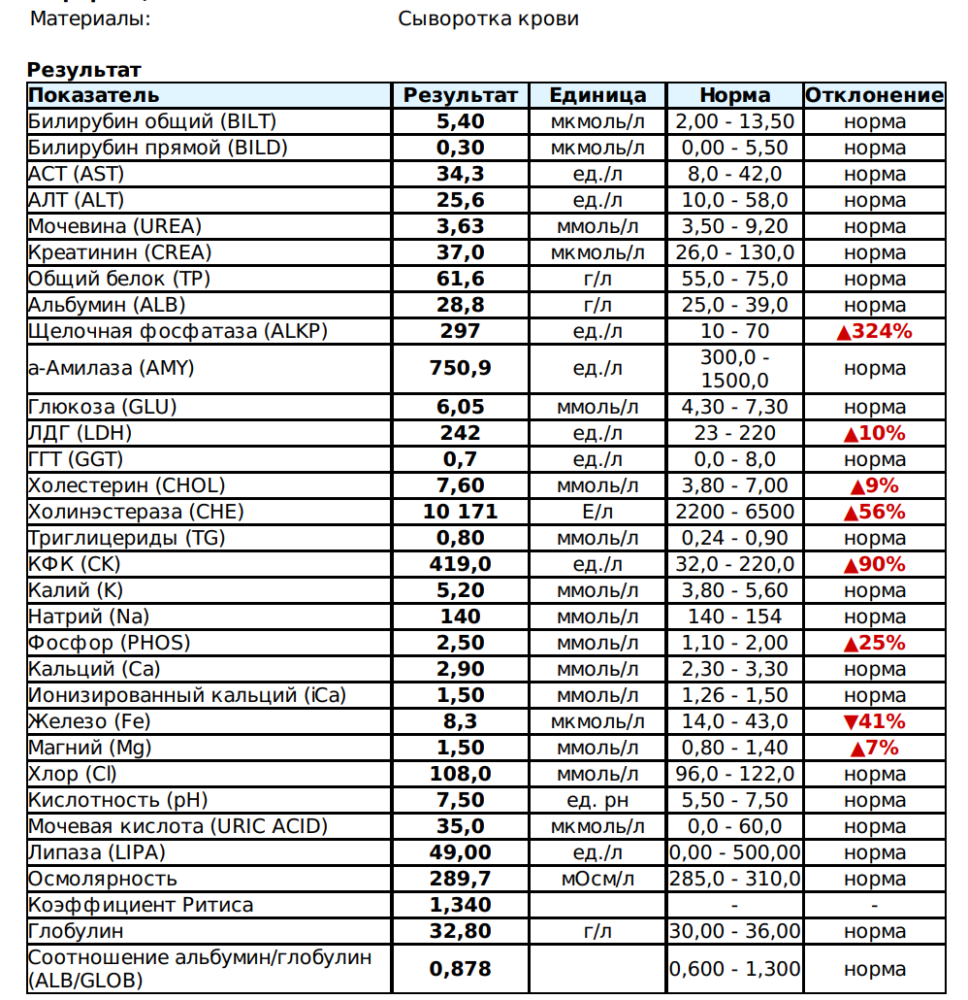 Материалы: Сыворотка крови
Результат
Показатель Результат Единица Норма Отклонение
Билирубин общий (BILT) 5,40 мкмоль/л 2,00 - 13,50 норма
Билирубин прямой (BILD) 0,30 мкмоль/л 0,00 - 5,50 норма
АСТ (AST) 34,3 ед./л 8,0 - 42,0 норма
АЛТ (ALT) 25,6 ед./л 10,0 - 58,0 норма
Мочевина (UREA) 3,63 ммоль/л 3,50 - 9,20 норма
Креатинин (CREA) 37,0 мкмоль/л 26,0 - 130,0 норма
Общий белок (TP) 61,6 г/л 55,0 - 75,0 норма
Альбумин (ALB) 28,8 г/л 25,0 - 39,0 норма
Щелочная фосфатаза (ALKP) 297 ед./л 10 - 70 ▲324%
а-Амилаза (AMY) 750,9 ед./л 300,0 - 1500,0 норма
Глюкоза (GLU) 6,05 ммоль/л 4,30 - 7,30 норма
ЛДГ (LDH) 242 ед./л 23 - 220 ▲10%
ГГТ (GGT) 0,7 ед./л 0,0 - 8,0 норма
Холестерин (CHOL) 7,60 ммоль/л 3,80 - 7,00 ▲9%
Холинэстераза (CHE) 10 171 Е/л 2200 - 6500 ▲56%
Триглицериды (TG) 0,80 ммоль/л 0,24 - 0,90 норма
КФК (CK) 419,0 ед./л 32,0 - 220,0 ▲90%
Калий (K) 5,20 ммоль/л 3,80 - 5,60 норма
Натрий (Na) 140 ммоль/л 140 - 154 норма
Фосфор (PHOS) 2,50 ммоль/л 1,10 - 2,00 ▲25%
Кальций (Ca) 2,90 ммоль/л 2,30 - 3,30 норма
Ионизированный кальций (iCa) 1,50 ммоль/л 1,26 - 1,50 норма
Железо (Fe) 8,3 мкмоль/л 14,0 - 43,0 ▼41%
Магний (Mg) 1,50 ммоль/л 0,80 - 1,40 ▲7%
Хлор (Cl) 108,0 ммоль/л 96,0 - 122,0 норма
Кислотность (pH) 7,50 ед. рн 5,50 - 7,50 норма
Мочевая кислота (URIC ACID) 35,0 мкмоль/л 0,0 - 60,0 норма
Липаза (LIPA) 49,00 ед./л 0,00 - 500,00 норма
Осмолярность 289,7 мОсм/л 285,0 - 310,0 норма
Коэффициент Ритиса 1,340 - -
Глобулин 32,80 г/л 30,00 - 36,00 норма
Соотношение альбумин/глобулин
(ALB/GLOB) 0,878 0,600 - 1,300 норма